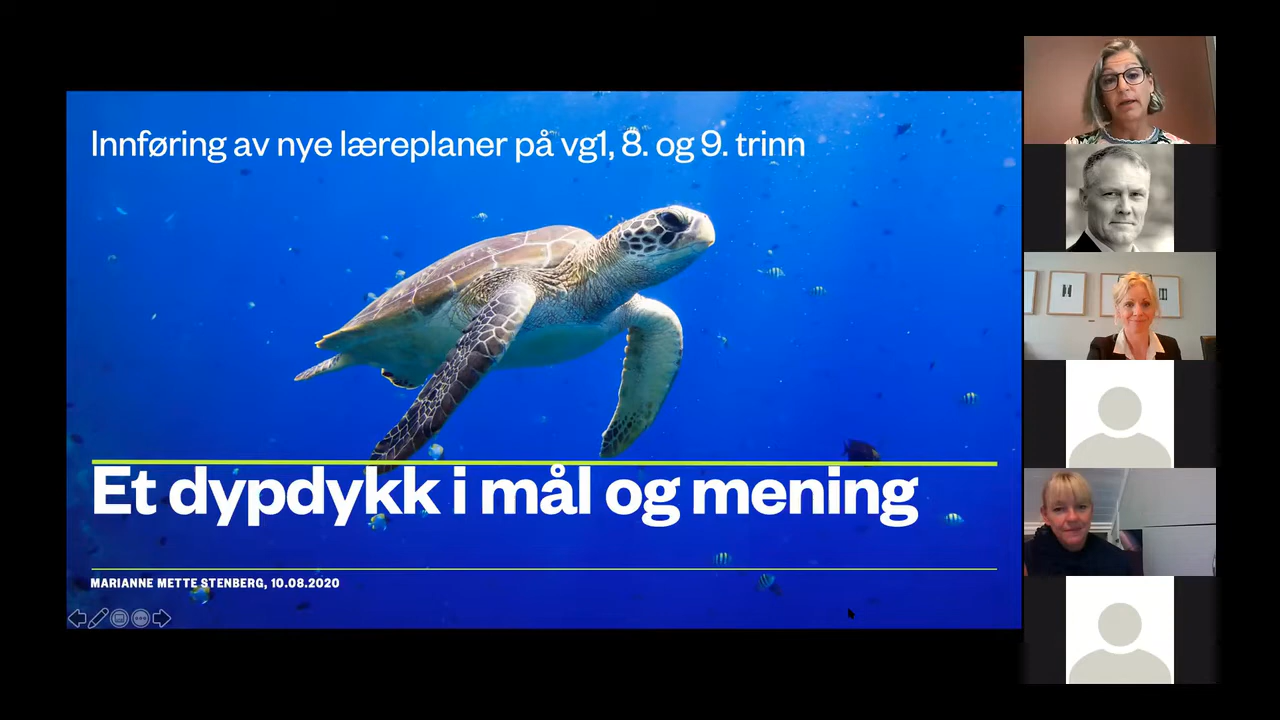 Innføring av nye læreplaner på vg1, 8. og 9. trinn
Et dypdykk i mål og mening
MARIANNE METTE STENBERG, 10.08.2020